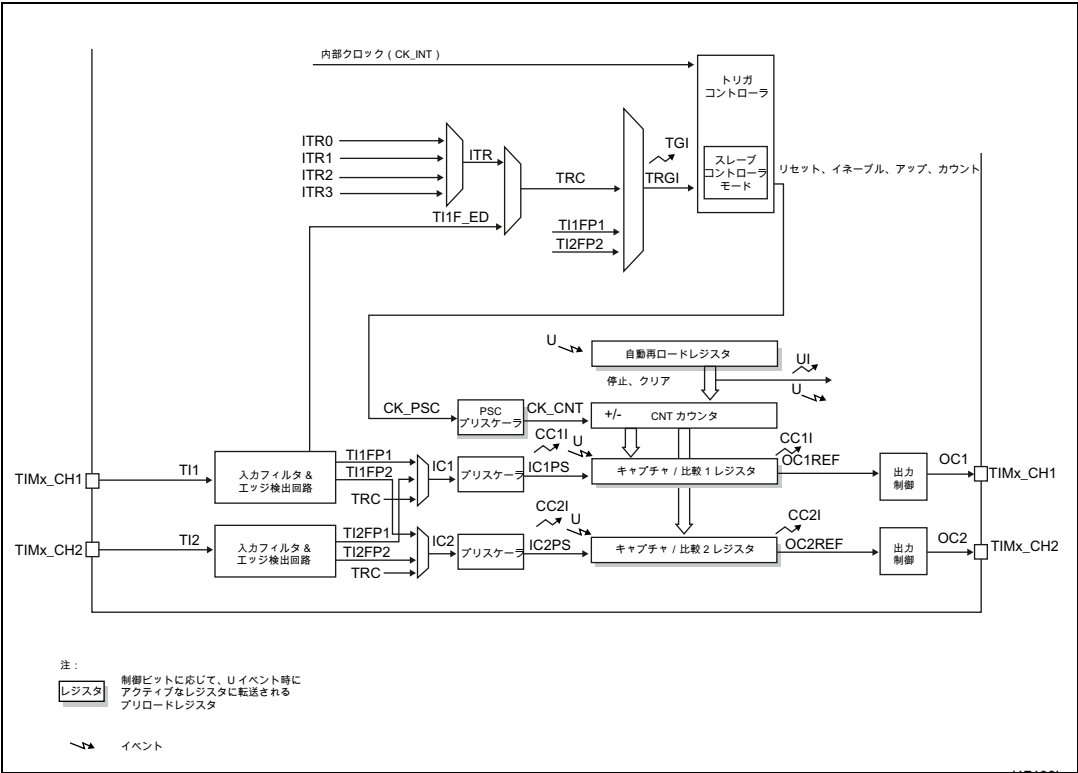 内部クロック ( CK_INT )
トリガ
コントローラ
ITR0
ITR1
ITR2
ITR3
ITR
TI1F_ED
TRC
TI1FP1
TI2FP2
TGI
TRGI
スレーブ
コントローラ
モード
リセット、イネーブル、アップ、カウント
U
自動再ロードレジスタ
UI
停止、クリア
U
CK_PSC
PSC
プリスケーラ
CK_CNT
+/-
CNT カウンタ
TIMx_CH1
TI1
入力フィルタ &
エッジ検出回路
TI1FP1
TI1FP2
TRC
IC1
プリスケーラ
CC1I
U
IC1PS
キャプチャ / 比較 1 レジスタ
CC1I
OC1REF
出力
制御
OC1
TIMx_CH1
TIMx_CH2
TI2
入力フィルタ &
エッジ検出回路
TI2FP1
TI2FP2
TRC
IC2
プリスケーラ
CC2I
U
IC2PS
キャプチャ / 比較 2 レジスタ
CC2I
OC2REF
出力
制御
OC2
TIMx_CH2
注 :
レジスタ
制御ビットに応じて、U イベント時に
アクティブなレジスタに転送される
プリロードレジスタ
イベント